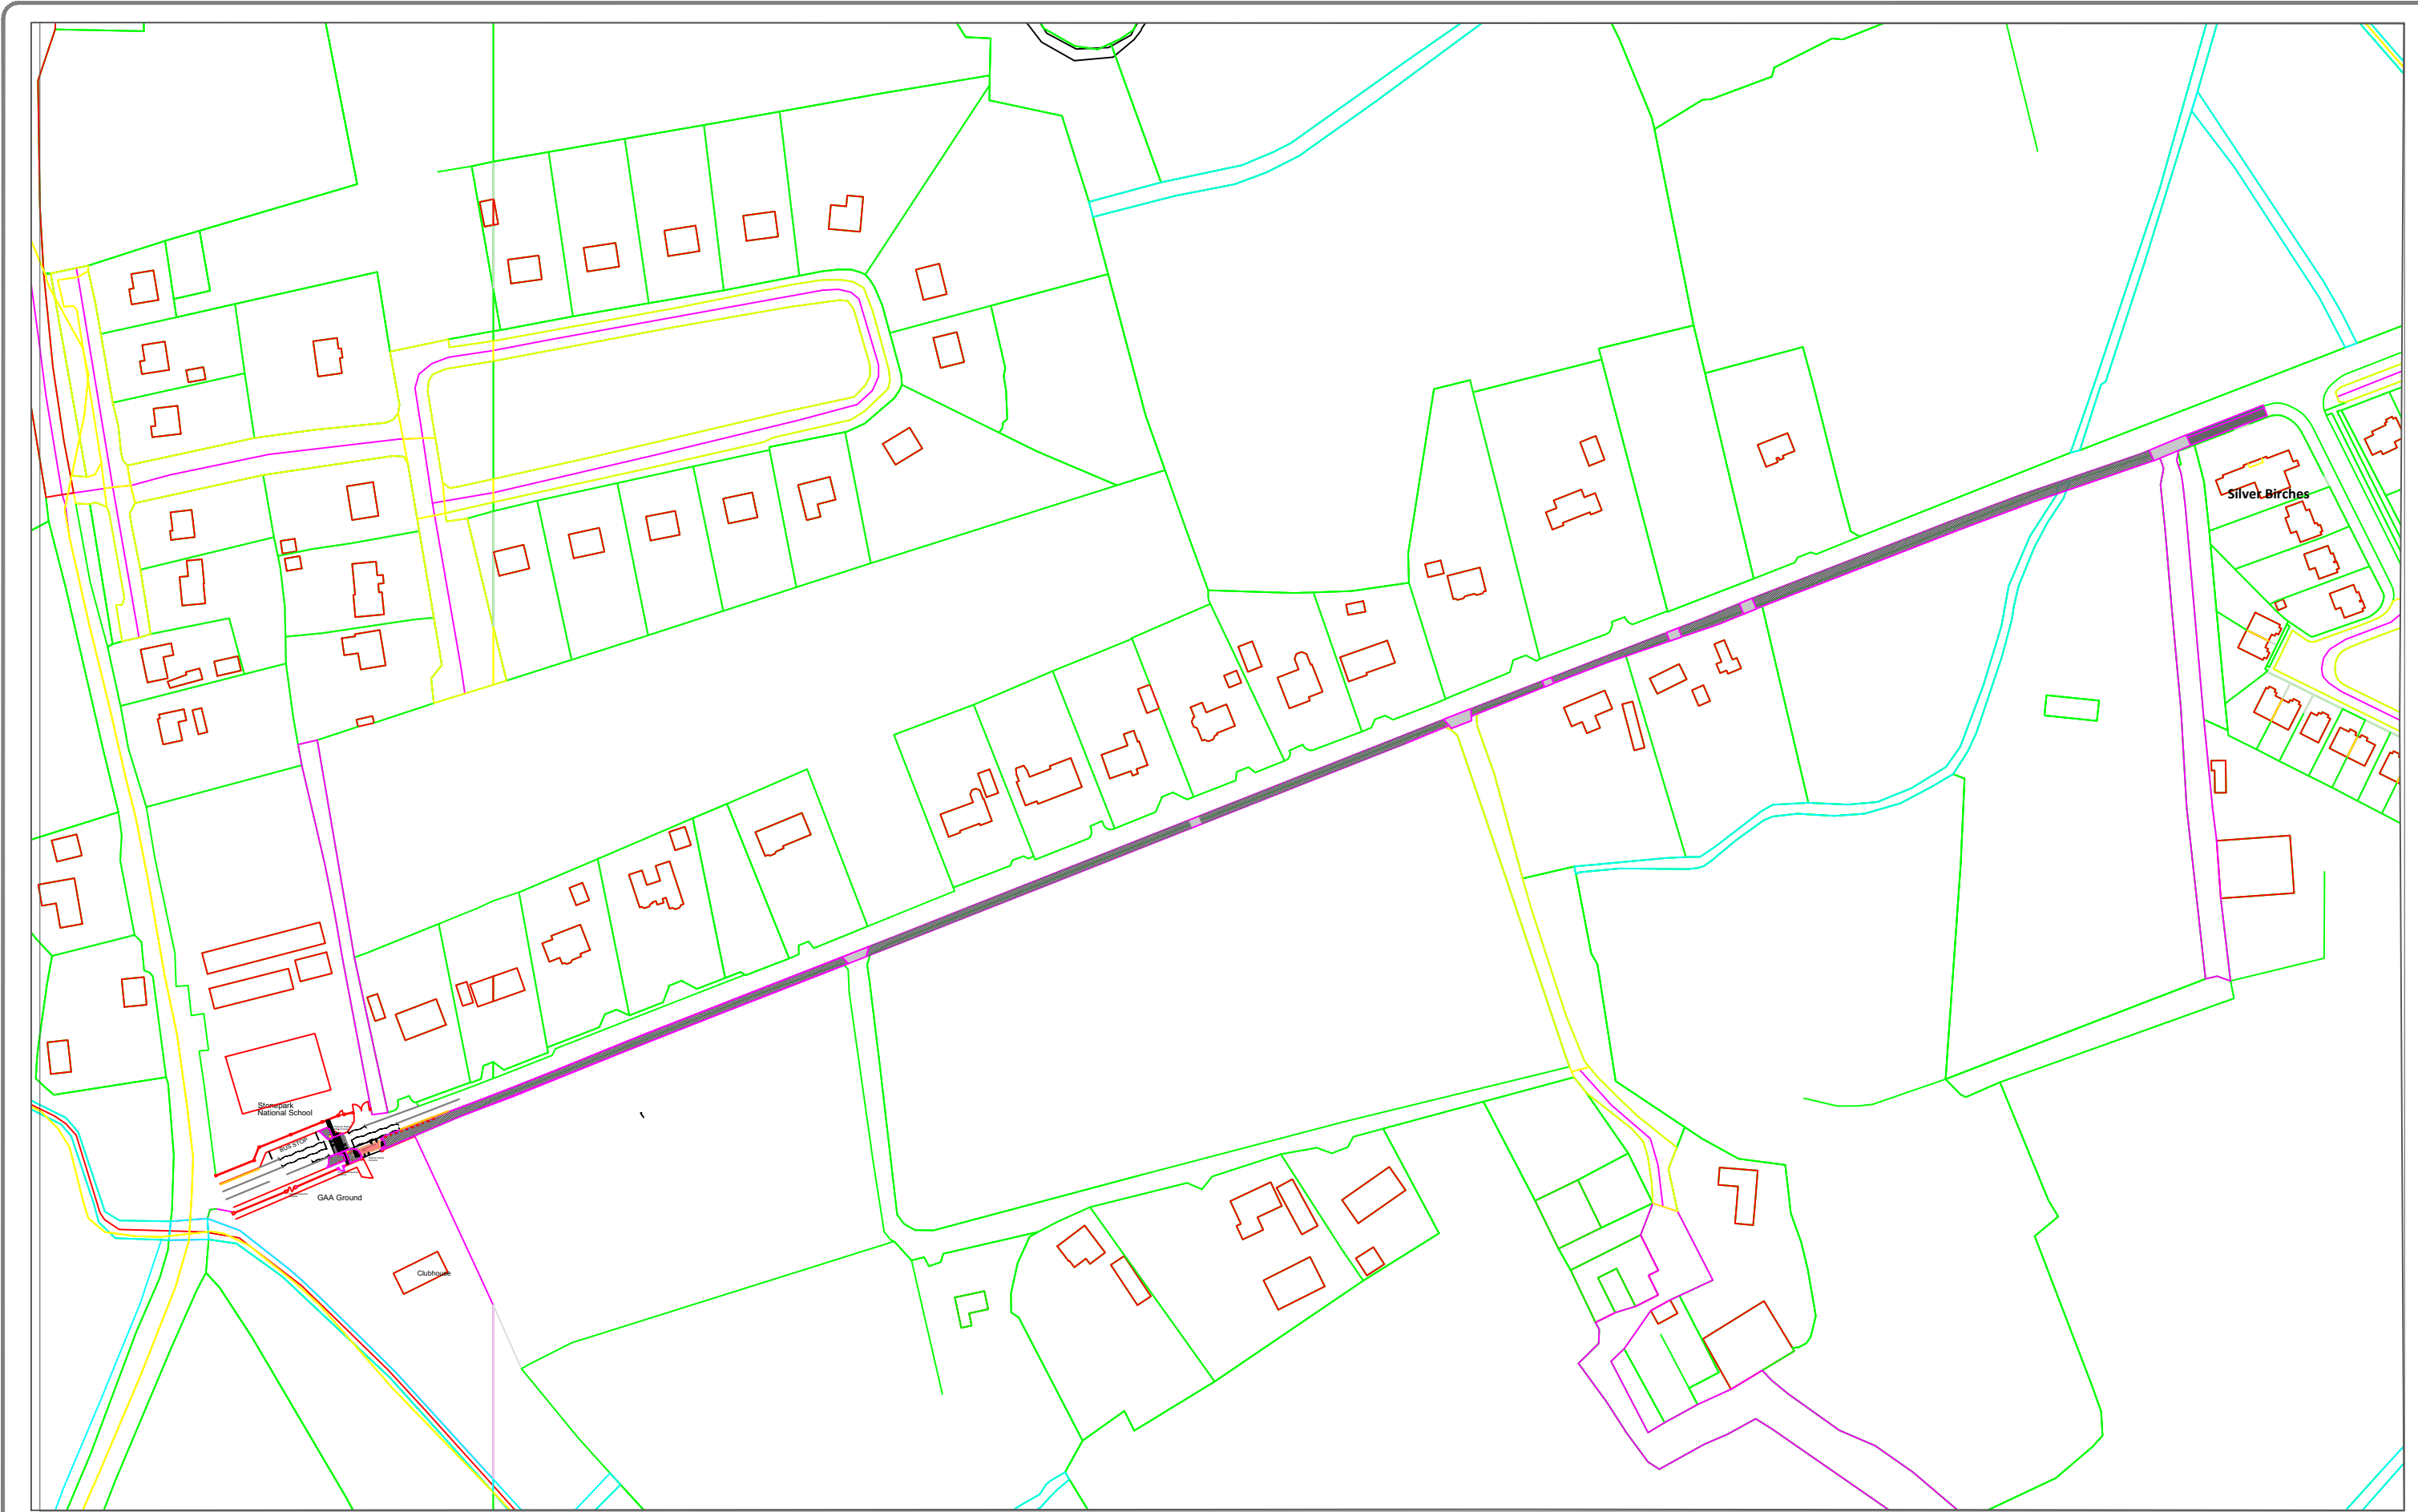 Silver Birches
Stonepark
National School
BUS STOP
GAA Ground
Clubhouse